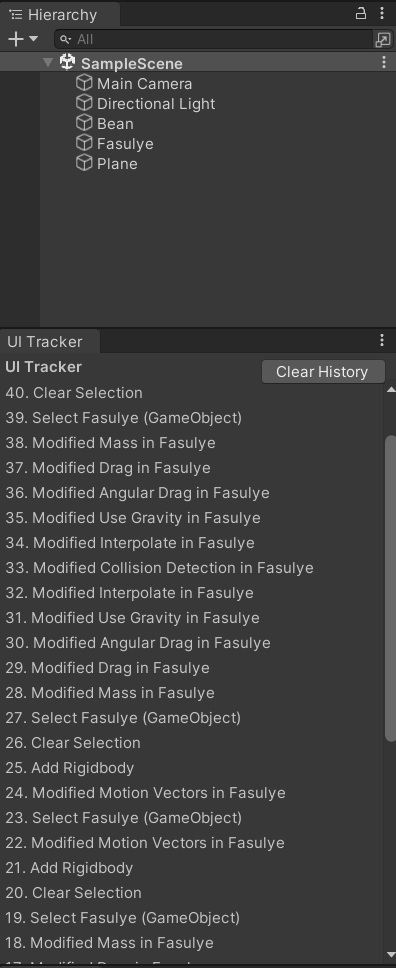 Hierarchy
All
SampleScene
Main Camera
Directional Light
Bean
Fasulye
Plane
UI Tracker
UI Tracker
Clear History
40. Clear Selection
39. Select Fasulye (GameObject)
38. Modified Mass in Fasulye
37. Modified Drag in Fasulye
36. Modified Angular Drag in Fasulye
35. Modified Use Gravity in Fasulye
34. Modified Interpolate in Fasulye
33. Modified Collision Detection in Fasulye
32. Modified Interpolate in Fasulye
31. Modified Use Gravity in Fasulye
30. Modified Angular Drag in Fasulye
29. Modified Drag in Fasulye
28. Modified Mass in Fasulye
27. Select Fasulye (GameObject)
26. Clear Selection
25. Add Rigidbody
24. Modified Motion Vectors in Fasulye
23. Select Fasulye (GameObject)
22. Modified Motion Vectors in Fasulye
21. Add Rigidbody
20. Clear Selection
19. Select Fasulye (GameObject)
18. Modified Mass in Fasulye